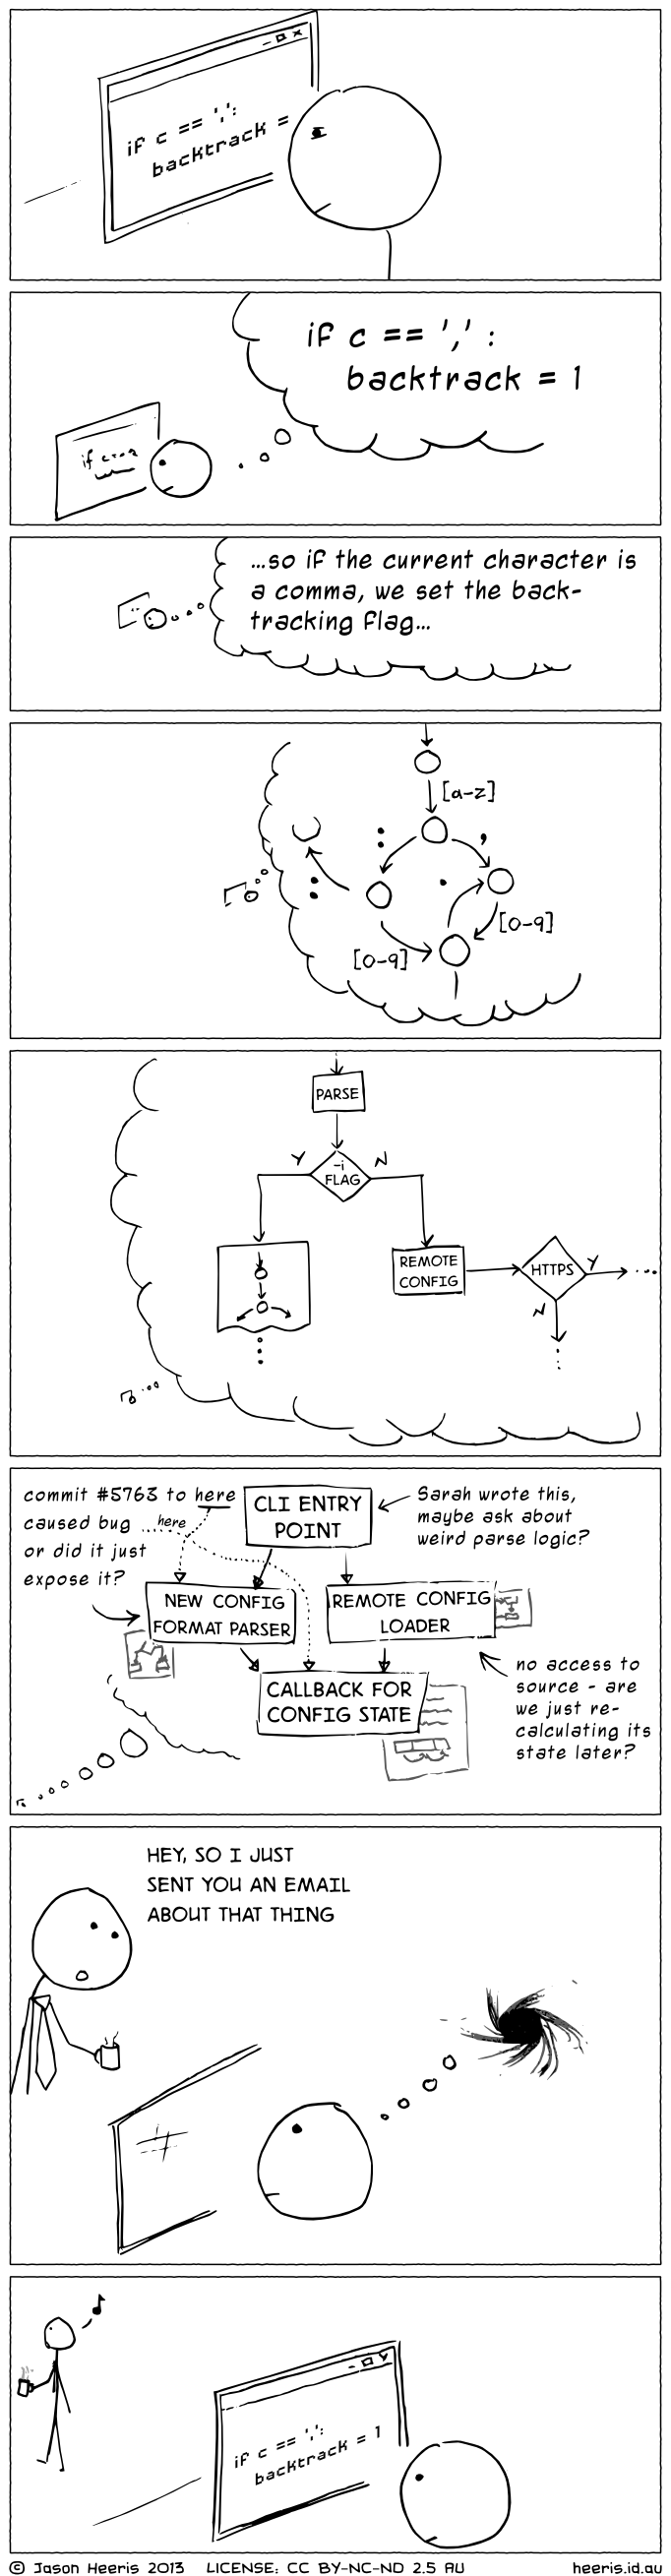 if c == ',':
backtrack =
if c == ',' :
backtrack = 1
if c == ,
...so if the current character is
a comma, we set the back-
tracking flag...
[a-z]
:
,
:
.
[0-9]
[0-9]
PARSE
Y
-i
FLAG
N
REMOTE
CONFIG
HTTPS
Y
...
N
commit #5763 to here
caused bug ... here
or did it just
expose it?
CLI ENTRY
POINT
Sarah wrote this,
maybe ask about
weird parse logic?
NEW CONFIG
FORMAT PARSER
REMOTE CONFIG
LOADER
CALLBACK FOR
CONFIG STATE
no access to
source - are
we just re-
calculating its
state later?
HEY, SO I JUST
SENT YOU AN EMAIL
ABOUT THAT THING
if c == ',':
backtrack = 1
© Jason Heeris 2013 LICENSE: CC BY-NC-ND 2.5 AU heeris.id.au